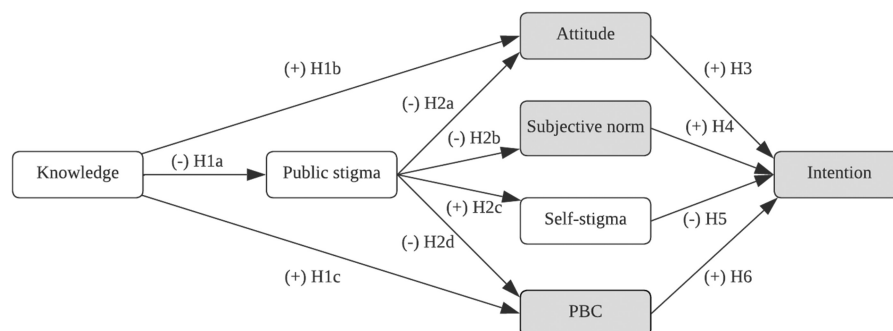 Attitude
(+) H1b
(+) H3
(-) H2a
Subjective norm
(-) H2b
(+) H4
Knowledge
(-) H1a
Public stigma
Intention
(+) H2c
Self-stigma
(-) H5
(-) H2d
(+) H1c
(+) H6
PBC